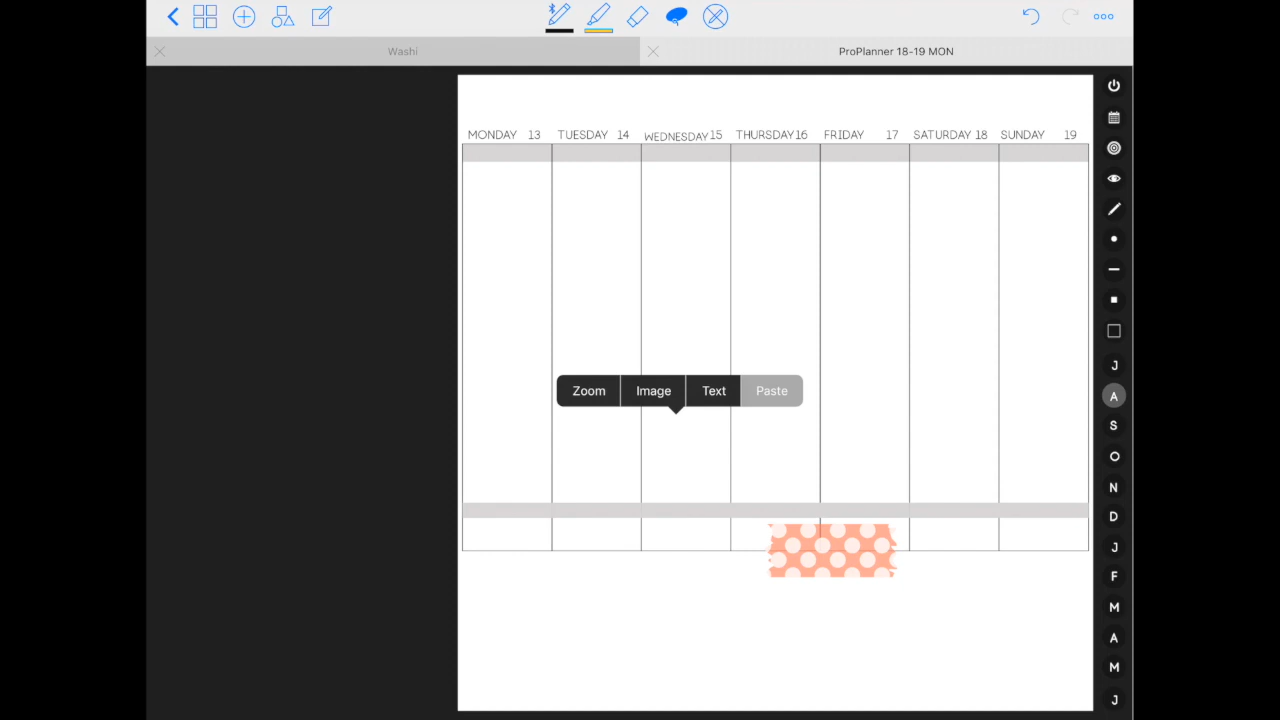 Washi
ProPlanner 18-19 MON
MONDAY 13 TUESDAY 14 WEDNESDAY 15 THURSDAY 16 FRIDAY 17 SATURDAY 18 SUNDAY 19
Zoom Image Text Paste
J
A
S
O
N
D
J
F
M
A
M
J